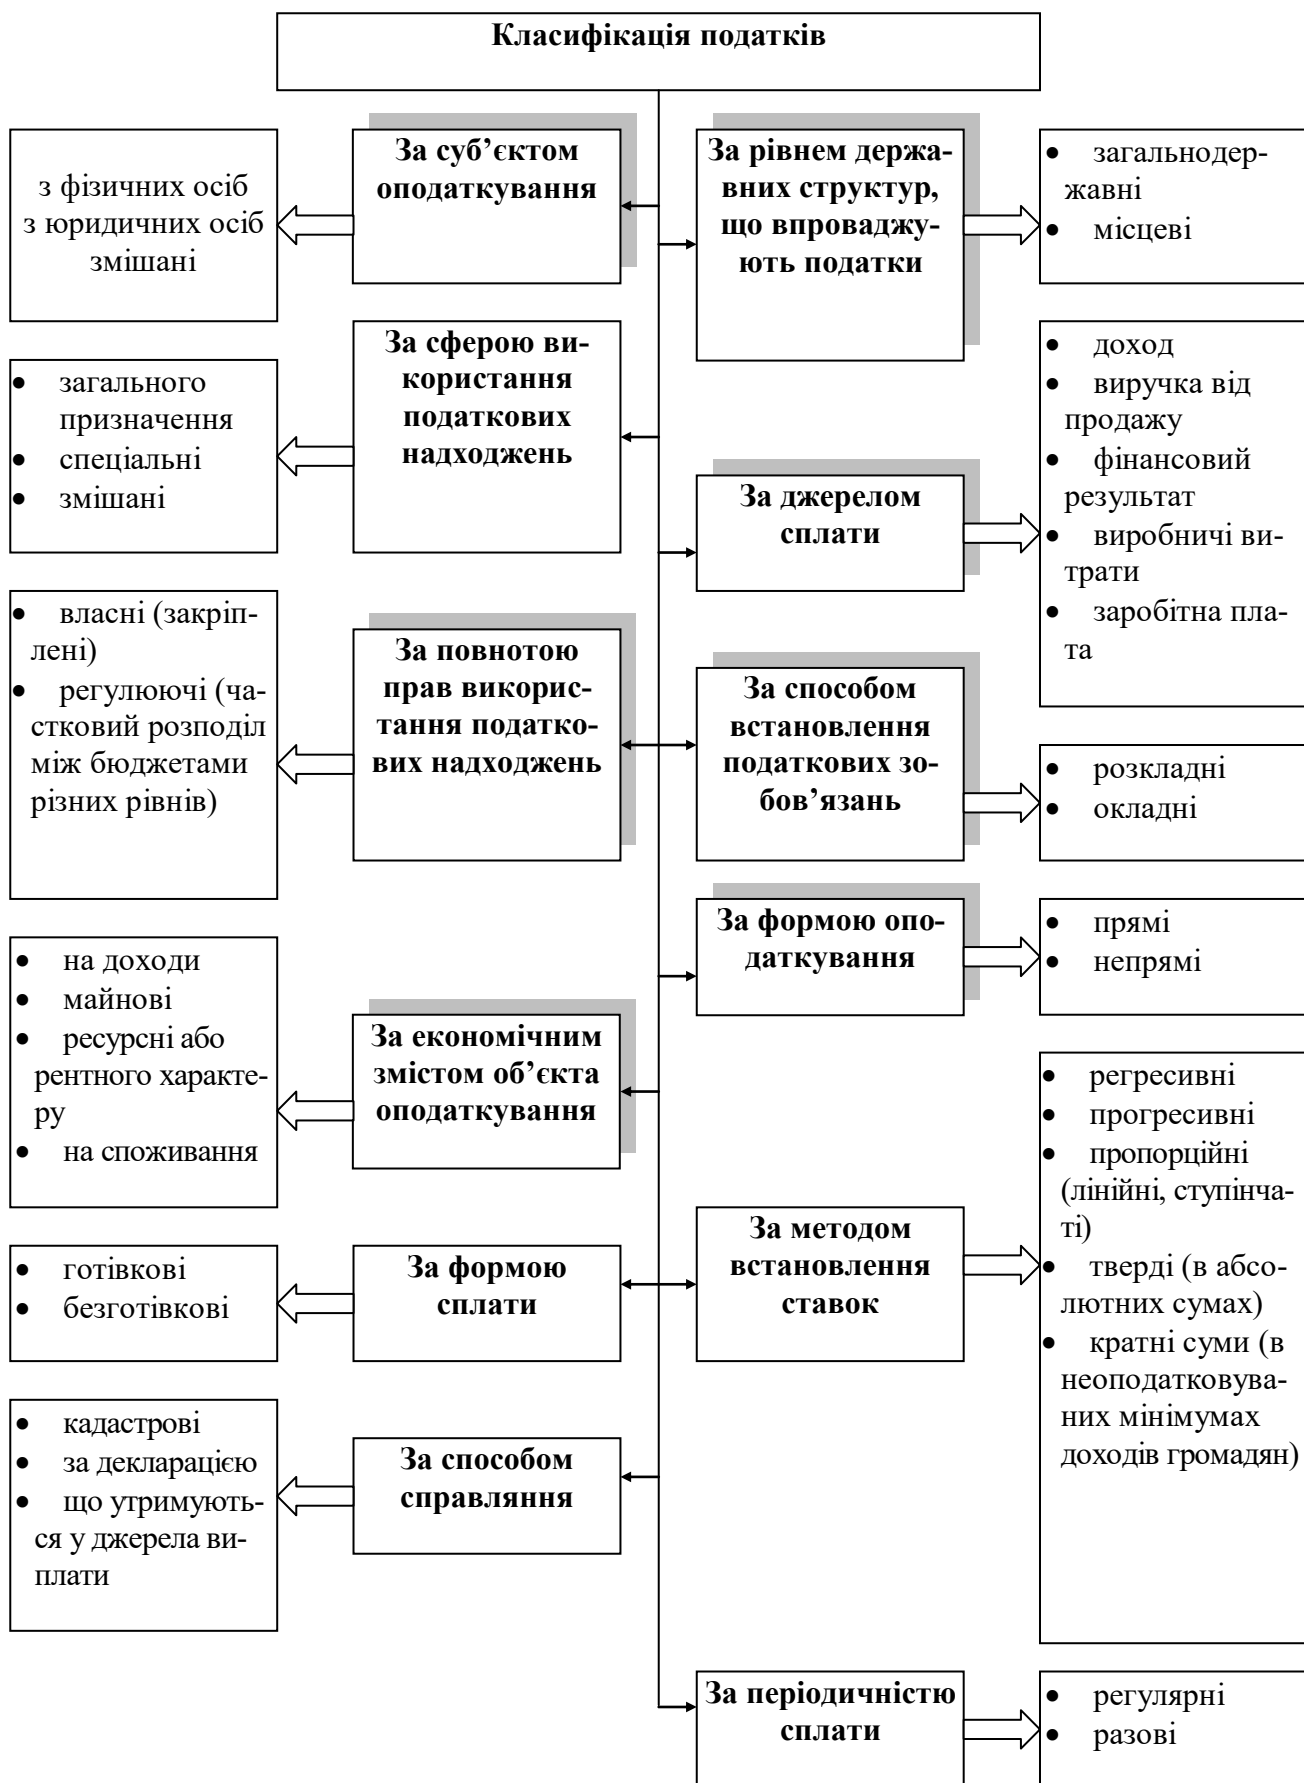 Класифікація податків
За суб’єктом
оподаткування
з фізичних осіб
з юридичних осіб
змішані
За рівнем держа-
вних структур,
що впроваджу-
ють податки
• загальнодер-
жавні
• місцеві
За сферою ви-
користання
податкових
надходжень
• загального
призначення
• спеціальні
• змішані
За джерелом
сплати
• доход
• виручка від
продажу
• фінансовий
результат
• виробничі ви-
трати
• заробітна пла-
та
За повнотою
прав викорис-
тання податко-
вих надходжень
• власні (закріп-
лені)
• регулюючі (ча-
стковий розподіл
між бюджетами
різних рівнів)
За способом
встановлення
податкових зо-
бов’язань
• розкладні
• окладні
За формою опо-
даткування
• прямі
• непрямі
За економічним
змістом об’єкта
оподаткування
• на доходи
• майнові
• ресурсні або
рентного характе-
ру
• на споживання
За методом
встановлення
ставок
• регресивні
• прогресивні
• пропорційні
(лінійні, ступінча-
ті)
• тверді (в абсо-
лютних сумах)
• кратні суми (в
неоподатковува-
них мінімумах
доходів громадян)
За формою
сплати
• готівкові
• безготівкові
За способом
справляння
• кадастрові
• за декларацією
• що утримують-
ся у джерела ви-
плати
За періодичністю
сплати
• регулярні
• разові